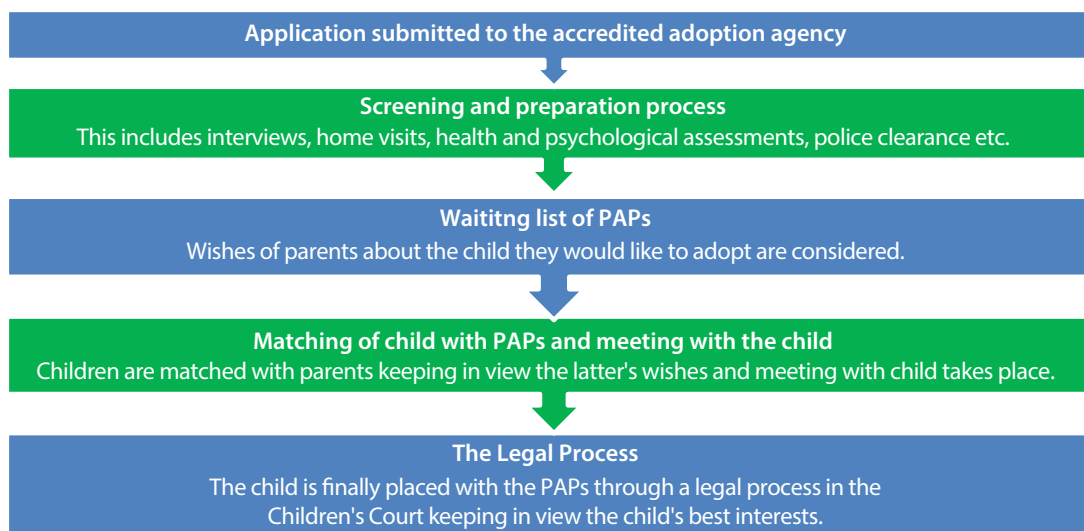 Application submitted to the accredited adoption agency
Screening and preparation process
This includes interviews, home visits, health and psychological assessments, police clearance etc.
Waititng list of PAPs
Wishes of parents about the child they would like to adopt are considered.
Matching of child with PAPs and meeting with the child
Children are matched with parents keeping in view the latter's wishes and meeting with child takes place.
The Legal Process
The child is finally placed with the PAPs through a legal process in the
Children's Court keeping in view the child's best interests.